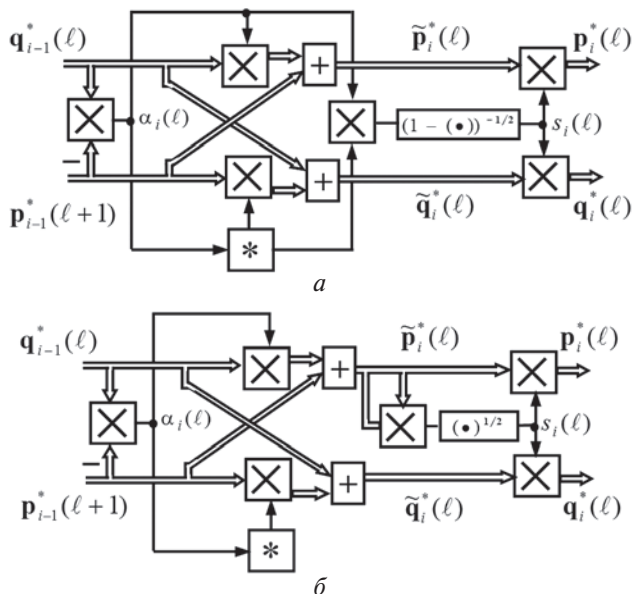 q*ᵢ₋₁(ℓ) p̃*ᵢ(ℓ) p*ᵢ(ℓ)
× + ×
× αᵢ(ℓ) × (1 – (•)) ⁻¹/² sᵢ(ℓ)
– × + ×
p*ᵢ₋₁(ℓ+1) q̃*ᵢ(ℓ) q*ᵢ(ℓ)
*
а
q*ᵢ₋₁(ℓ) p̃*ᵢ(ℓ) p*ᵢ(ℓ)
× + ×
× αᵢ(ℓ) × (•) ¹/² sᵢ(ℓ)
– × + ×
p*ᵢ₋₁(ℓ+1) q̃*ᵢ(ℓ) q*ᵢ(ℓ)
*
б